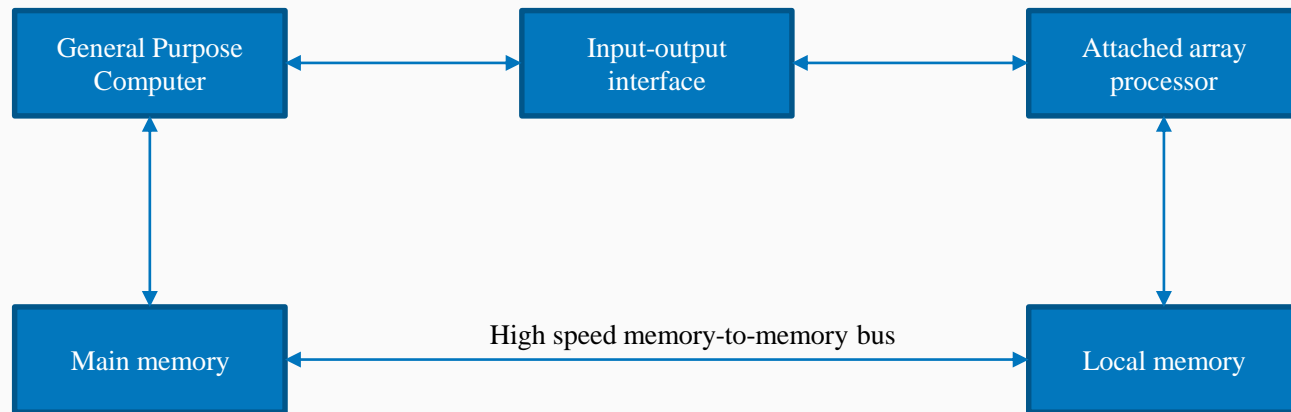 General Purpose
Computer
Input-output
interface
Attached array
processor
Main memory
High speed memory-to-memory bus
Local memory